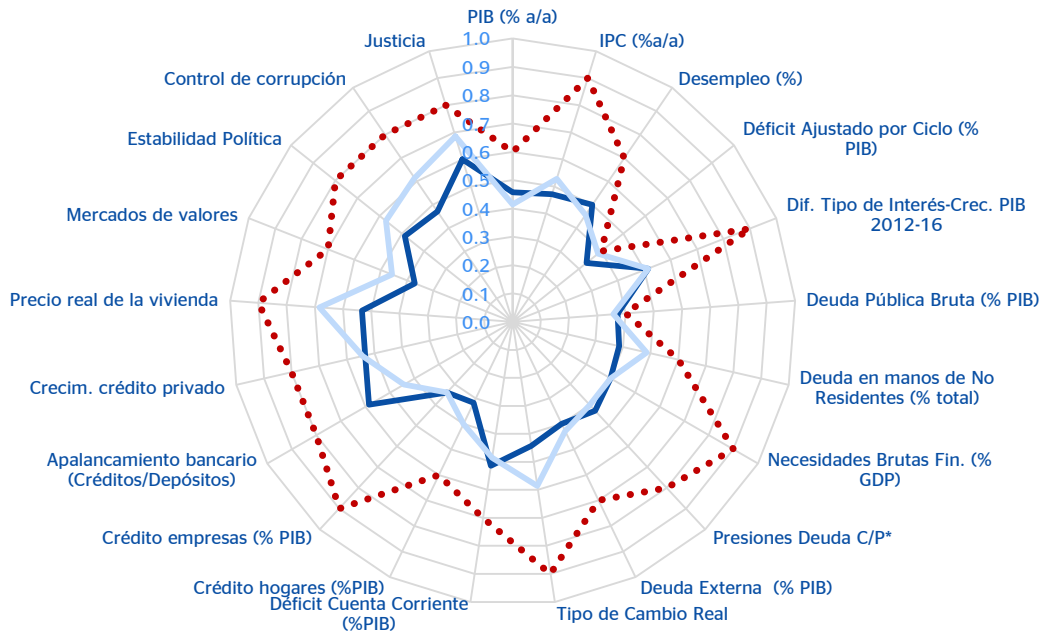 PIB (% a/a)
IPC (%a/a)
Desempleo (%)
Déficit Ajustado por Ciclo (%
PIB)
Dif. Tipo de Interés-Crec. PIB
2012-16
Deuda Pública Bruta (% PIB)
Deuda en manos de No
Residentes (% total)
Necesidades Brutas Fin. (%
GDP)
Presiones Deuda C/P*
Deuda Externa  (% PIB)
Tipo de Cambio Real
Déficit Cuenta Corriente
(%PIB)
Crédito hogares (%PIB)
Crédito empresas (% PIB)
Apalancamiento bancario
(Créditos/Depósitos)
Crecim. crédito privado
Precio real de la vivienda
Mercados de valores
Estabilidad Política
Control de corrupción
Justicia
1.0
0.9
0.8
0.7
0.6
0.5
0.4
0.3
0.2
0.1
0.0